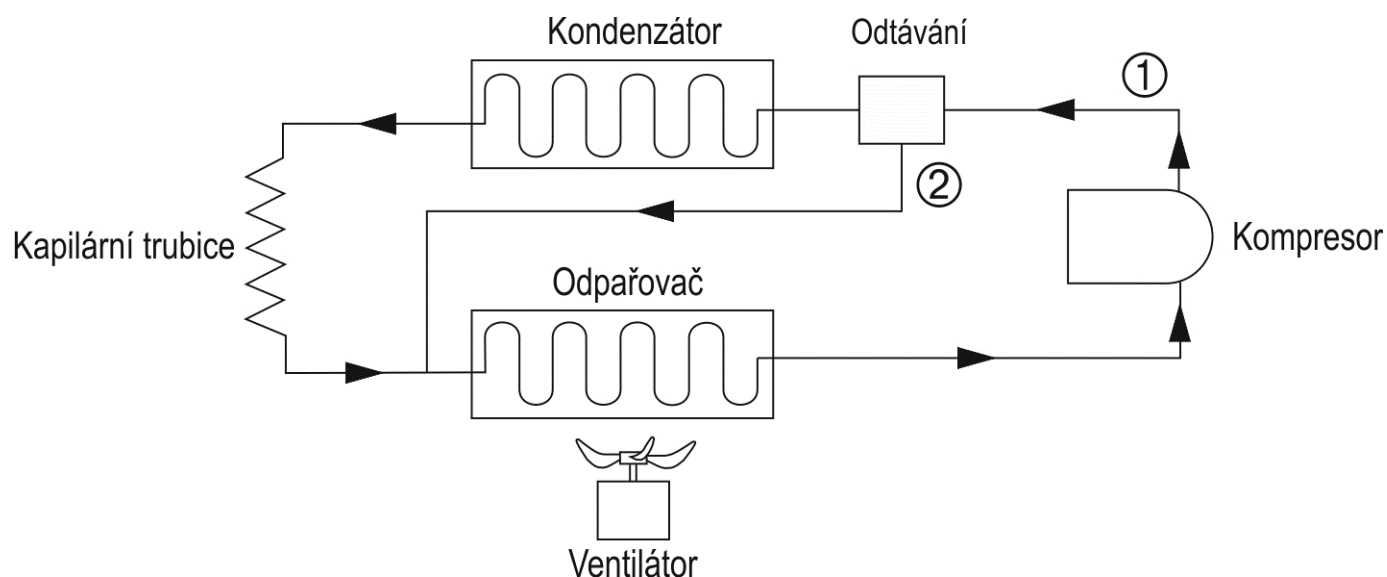 Kondenzátor
Odtávání
①
②
Kapilární trubice
Kompresor
Odpařovač
Ventilátor